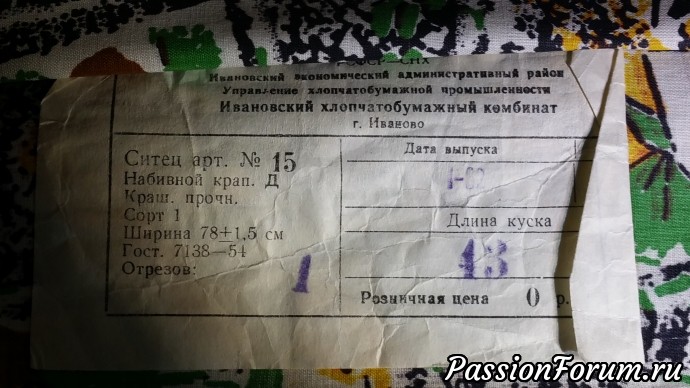 Ивановский экономический административный район
Управление хлопчатобумажной промышленности
Ивановский хлопчатобумажный комбинат
г. Иваново
Ситец арт. № 15
Набивной крап. Д
Краш. прочн.
Сорт 1
Ширина 78±1,5 см
Гост. 7138—54
Отрезов: 1
Дата выпуска
Длина куска
43
Розничная цена 0 р.
PassionForum.ru